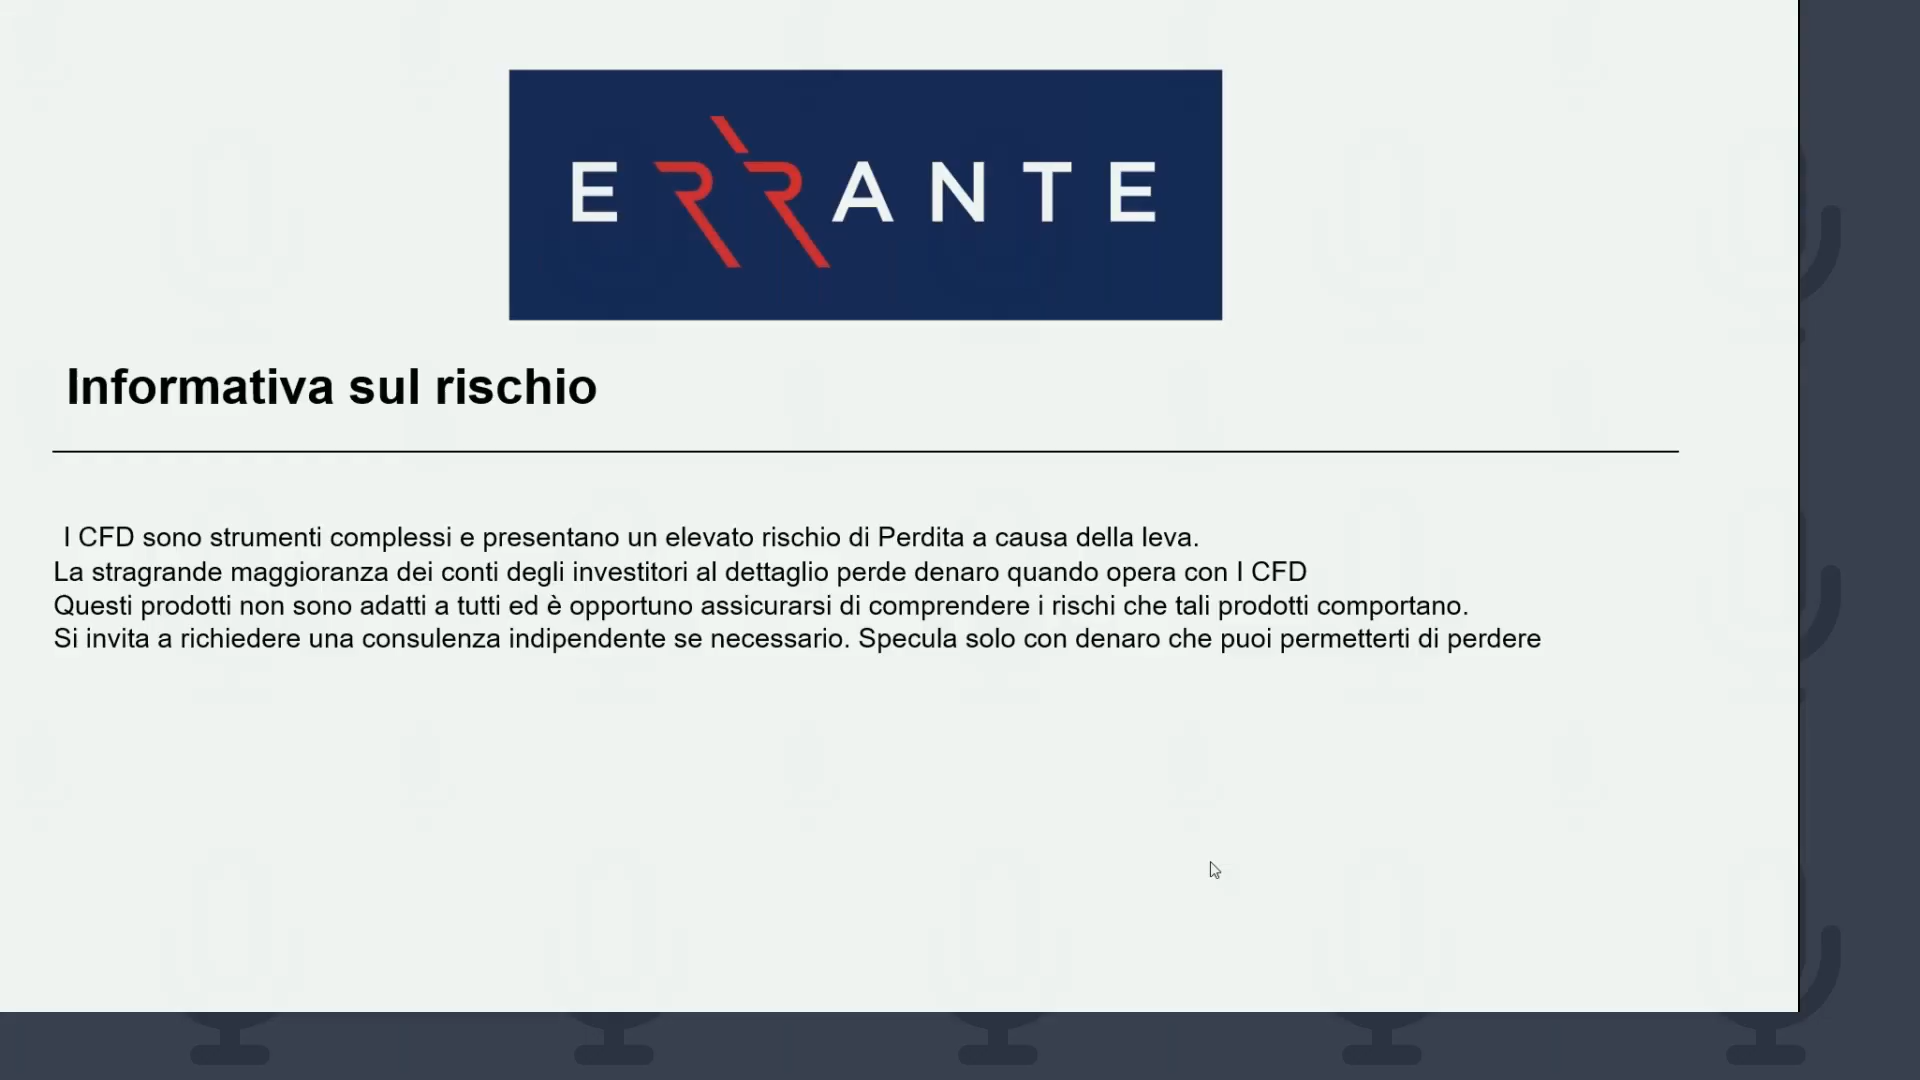 ERRANTE
Informativa sul rischio
I CFD sono strumenti complessi e presentano un elevato rischio di Perdita a causa della leva.
La stragrande maggioranza dei conti degli investitori al dettaglio perde denaro quando opera con I CFD
Questi prodotti non sono adatti a tutti ed è opportuno assicurarsi di comprendere i rischi che tali prodotti comportano.
Si invita a richiedere una consulenza indipendente se necessario. Specula solo con denaro che puoi permetterti di perdere